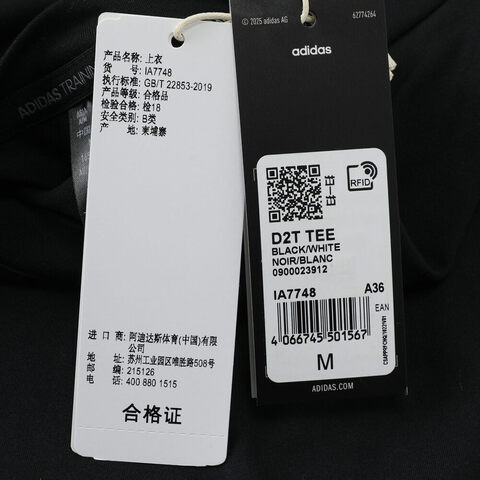 产品名称: 上衣
货 号: IA7748
执行标准: GB/T 22853-2019
产品等级: 合格品
检验合格: 检18
安全类别: B类
产 地: 柬埔寨
进 口 商: 阿迪达斯体育(中国)有限
公司
地 址: 苏州工业园区唯胜路508号
邮 编: 215126
电 话: 400 880 1515
合格证
© 2025 adidas AG
62774264
adidas
RFID
D2T TEE
BLACK/WHITE
NOIR/BLANC
0900023912
IA7748
A36
EAN
4 066745 501567
M
ADIDAS.COM
ADIDAS TRAINING